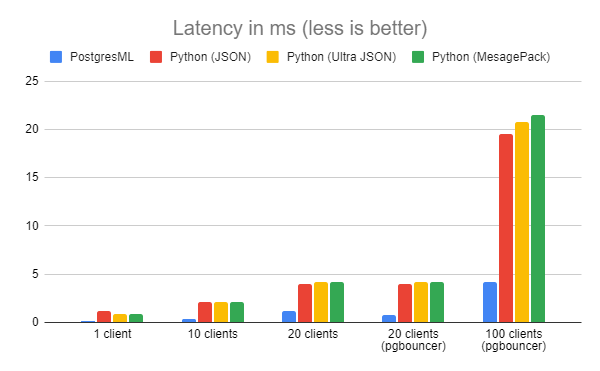 Latency in ms (less is better)
PostgresML Python (JSON) Python (Ultra JSON) Python (MesagePack)
25
20
15
10
5
0
1 client
10 clients
20 clients
20 clients
(pgbouncer)
100 clients
(pgbouncer)